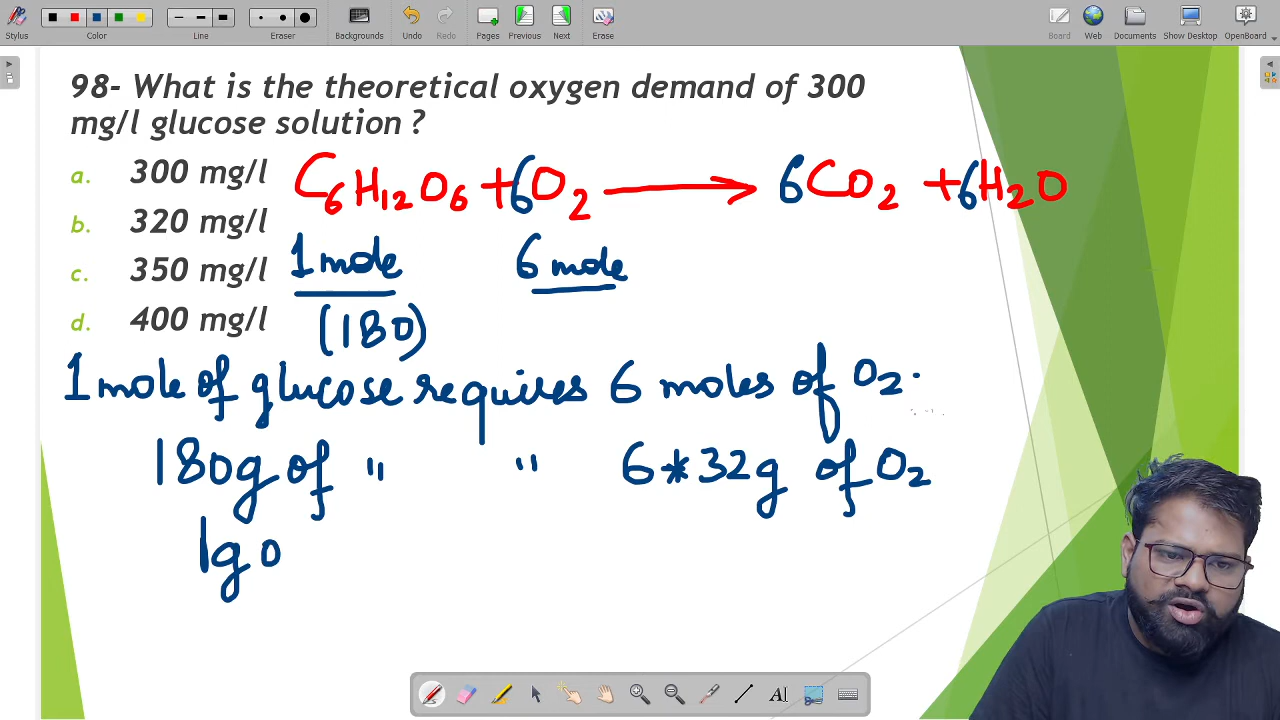 Stylus
Color
Line
Eraser
Backgrounds
Undo
Redo
Pages
Previous
Next
Erase
Board
Web
Documents
Show Desktop
OpenBoard
98- What is the theoretical oxygen demand of 300
mg/l glucose solution ?
a. 300 mg/l
C6H12O6 + 6O2 → 6CO2 + 6H2O
b. 320 mg/l
c. 350 mg/l
1 mole 6 mole
d. 400 mg/l
(180)
1 mole of glucose requires 6 moles of O2.
180g of " " 6*32g of O2
1g o
AI